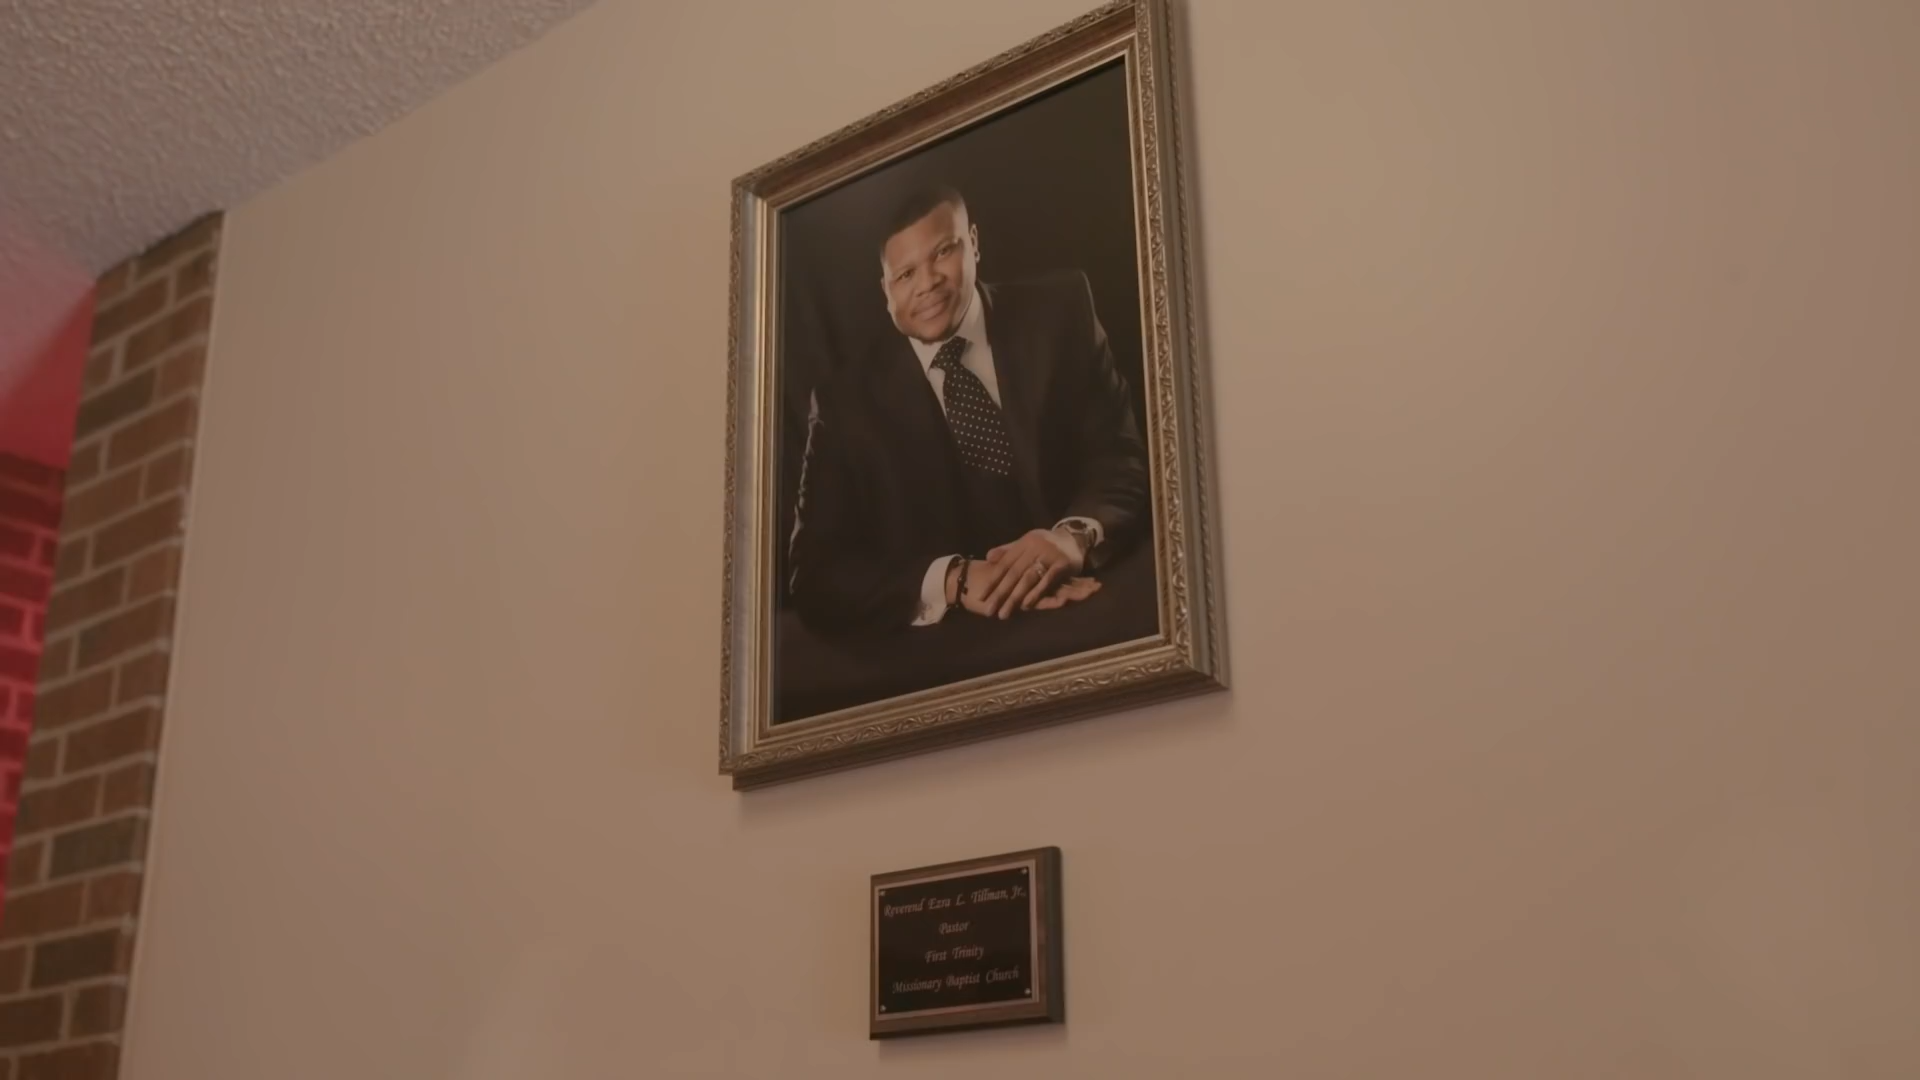 Reverend Ezra L. Tillman, Jr.,
Pastor
First Trinity
Missionary Baptist Church